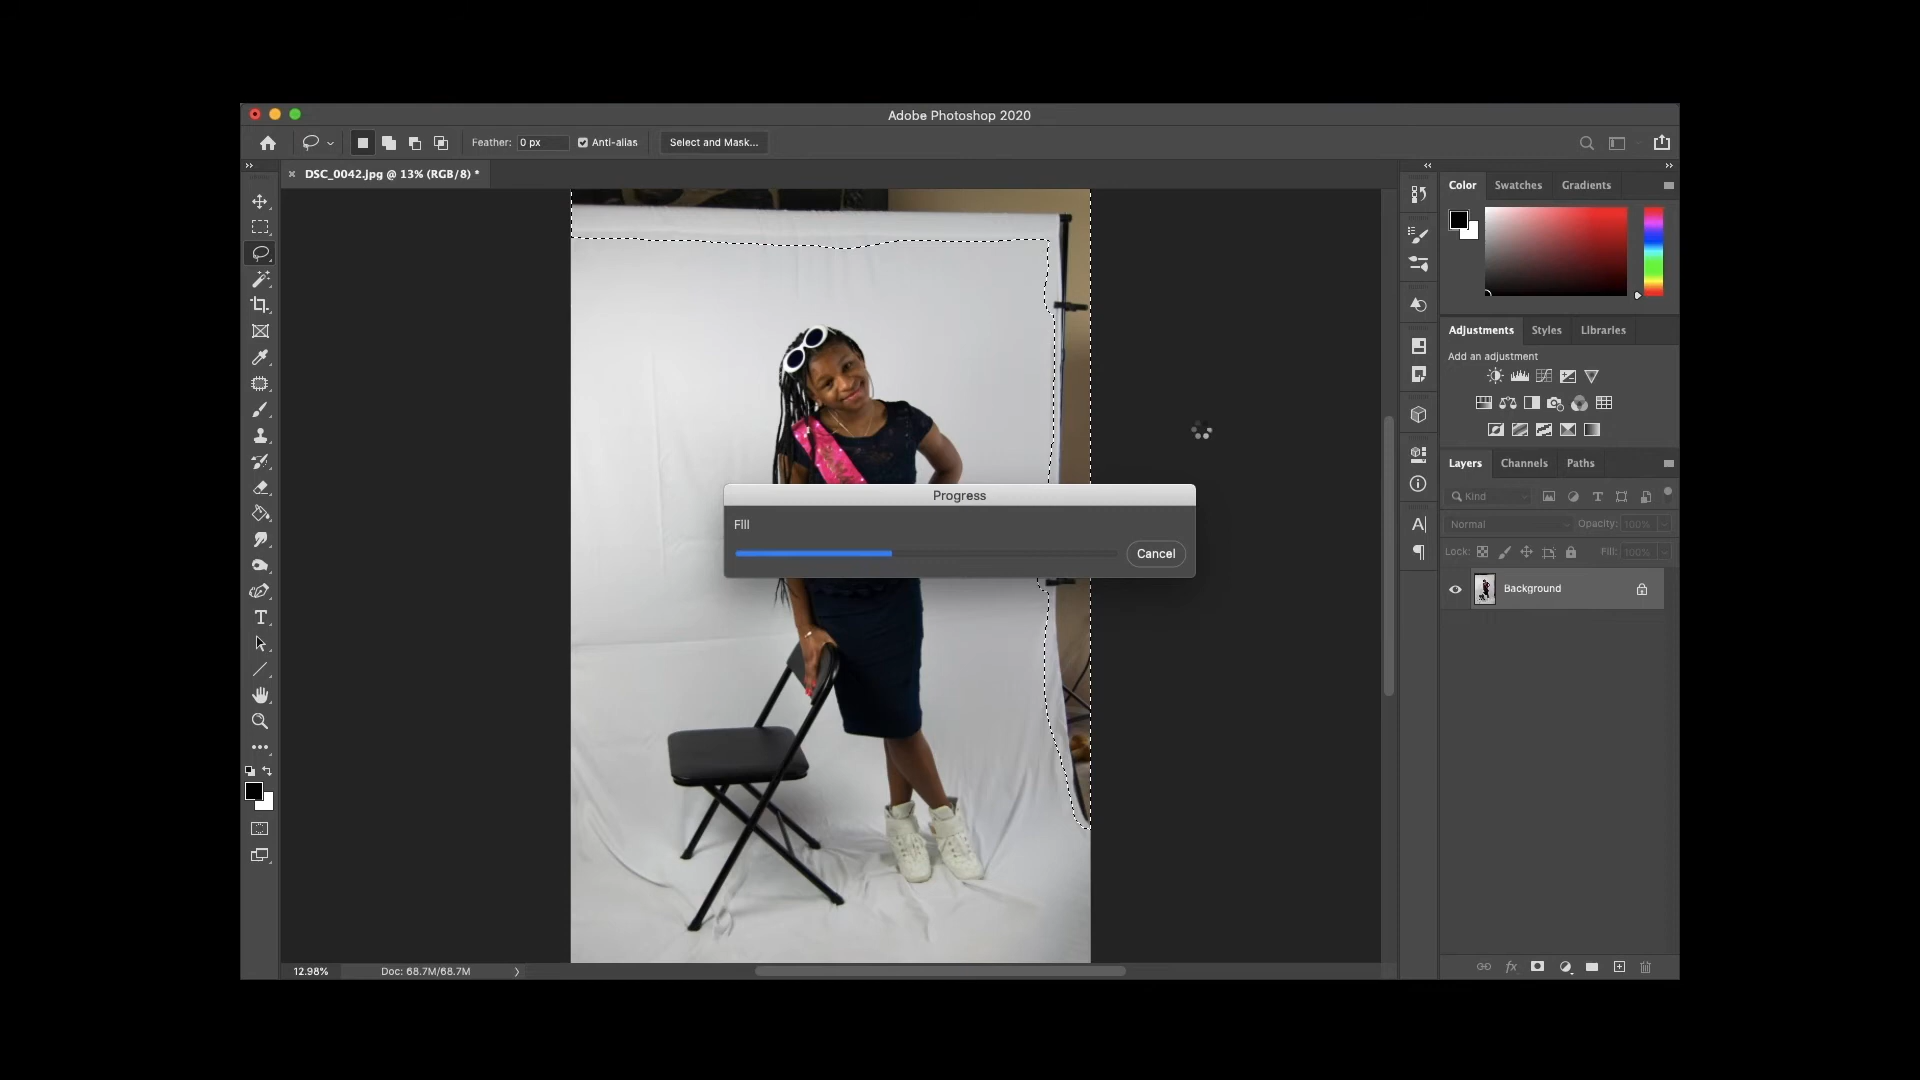 Adobe Photoshop 2020
Feather: 0 px Anti-alias Select and Mask...
DSC_0042.jpg @ 13% (RGB/8) *
Color Swatches Gradients
Adjustments Styles Libraries
Add an adjustment
Layers Channels Paths
Kind
Normal Opacity: 100%
Lock: Fill: 100%
Background
Progress
Fill
Cancel
12.98% Doc: 68.7M/68.7M